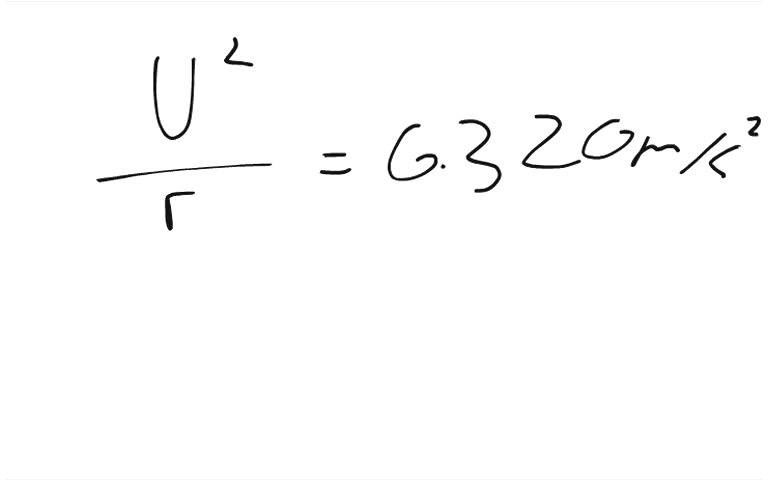 U²
/r = 6.320m/s²